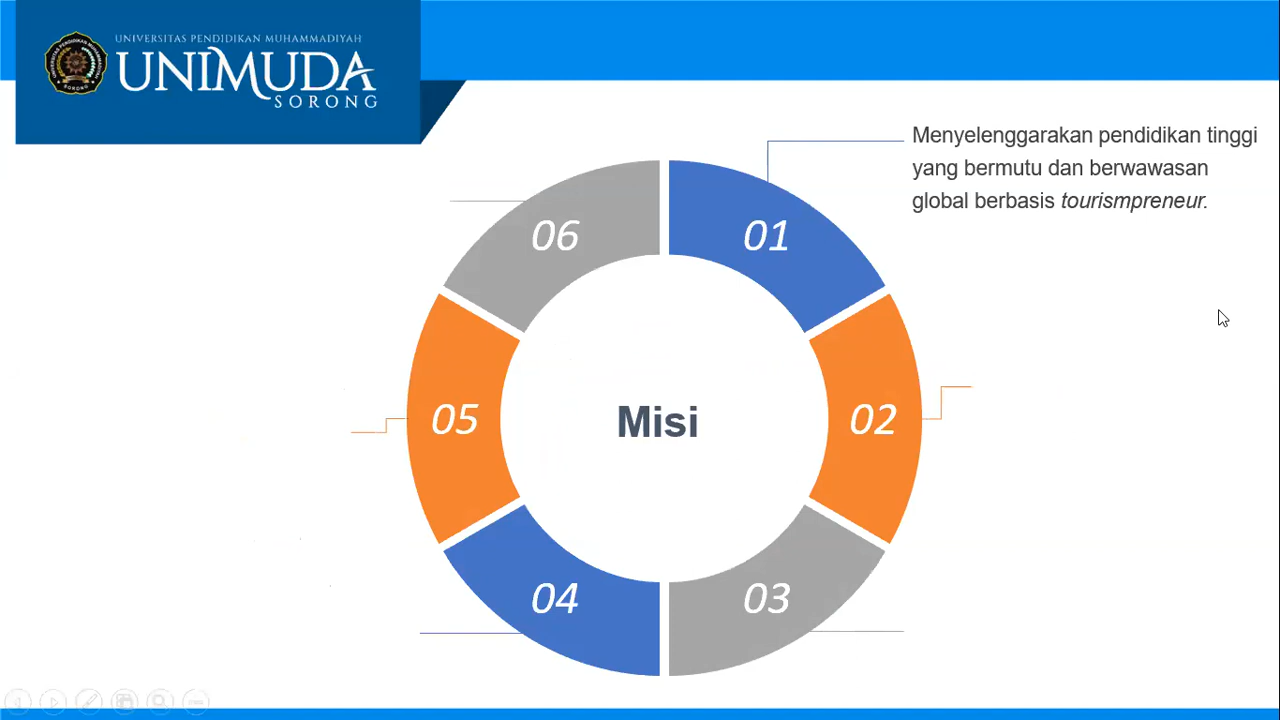 UNIVERSITAS PENDIDIKAN MUHAMMADIYAH
UNIMUDA
SORONG
Menyelenggarakan pendidikan tinggi
yang bermutu dan berwawasan
global berbasis tourismpreneur.
06
01
05
Misi
02
04
03